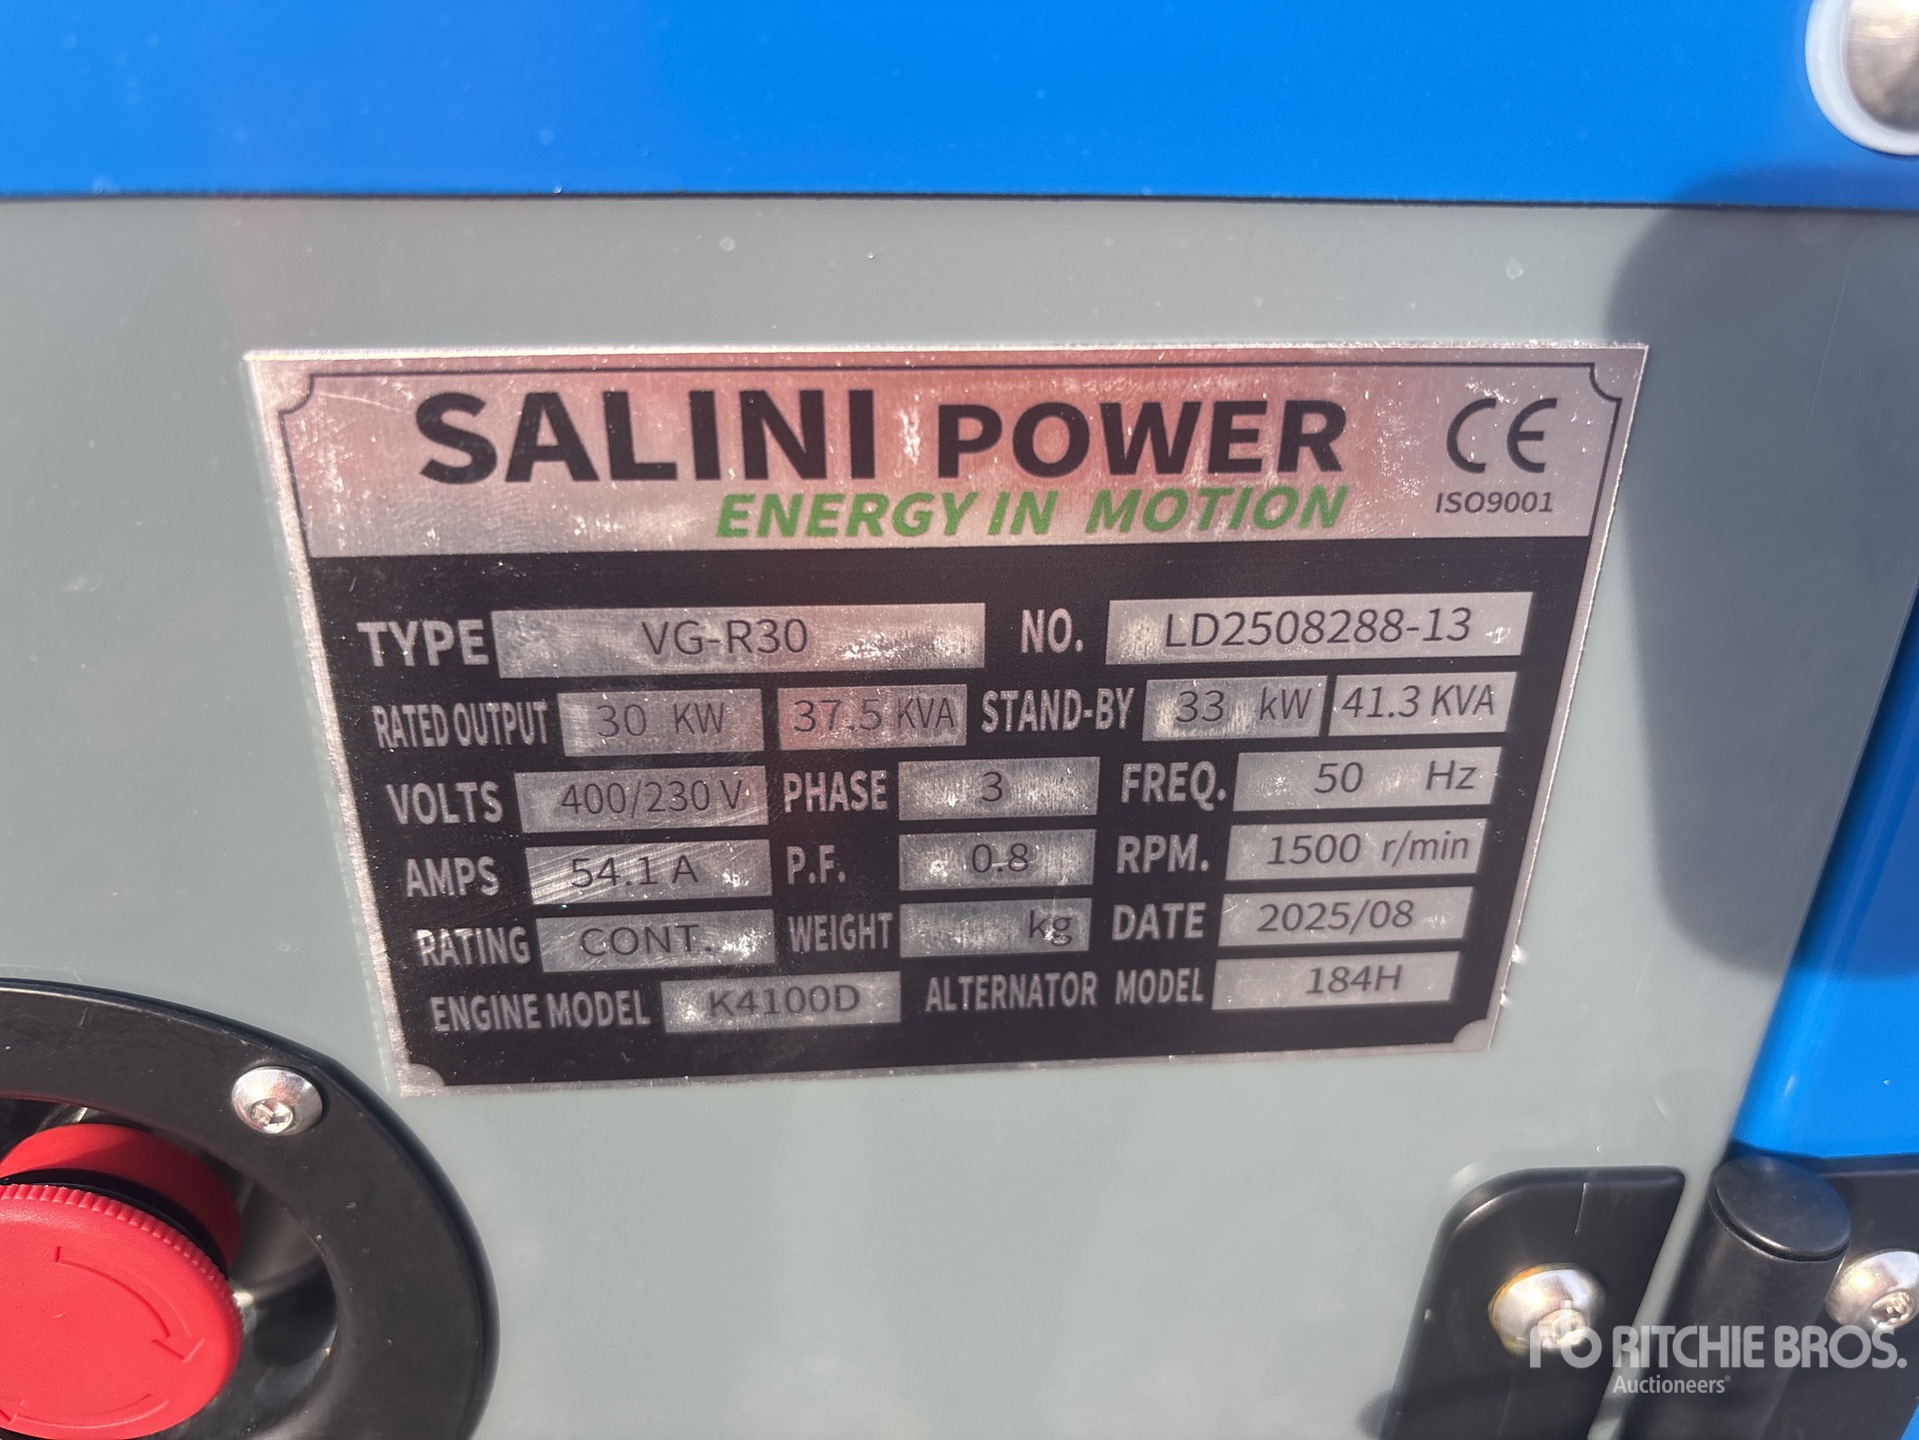 SALINI POWER CE
ENERGY IN MOTION ISO9001
TYPE VG-R30 NO. LD2508288-13
RATED OUTPUT 30 KW 37.5 KVA STAND-BY 33 kW 41.3 KVA
VOLTS 400/230 V PHASE 3 FREQ. 50 Hz
AMPS 54.1 A P.F. 0.8 RPM. 1500 r/min
RATING CONT. WEIGHT kg DATE 2025/08
ENGINE MODEL K4100D ALTERNATOR MODEL 184H
RITCHIE BROS.
Auctioneers®